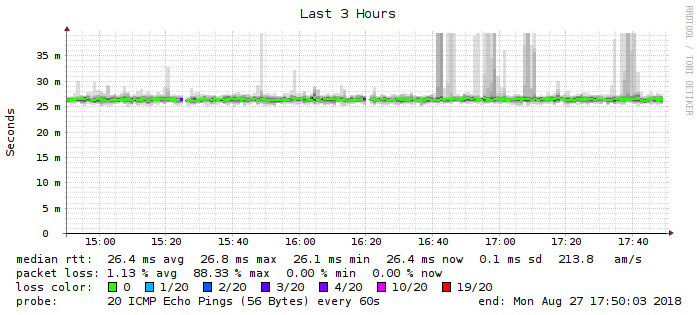 Last 3 Hours
RRDTOOL / TOBI OETIKER
Seconds
35 m
30 m
25 m
20 m
15 m
10 m
5 m
0
15:00 15:20 15:40 16:00 16:20 16:40 17:00 17:20 17:40
median rtt: 26.4 ms avg 26.8 ms max 26.1 ms min 26.4 ms now 0.1 ms sd 213.8 am/s
packet loss: 1.13 % avg 88.33 % max 0.00 % min 0.00 % now
loss color: 0 1/20 2/20 3/20 4/20 10/20 19/20
probe: 20 ICMP Echo Pings (56 Bytes) every 60s end: Mon Aug 27 17:50:03 2018